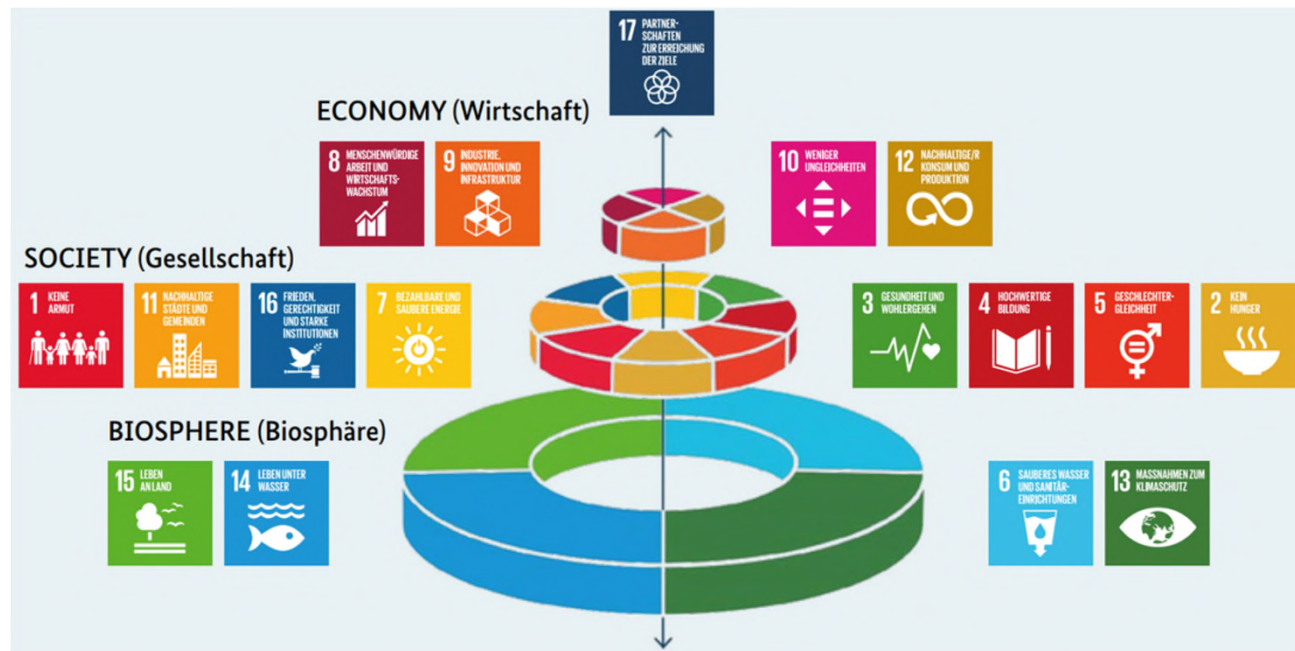 17 PARTNER-
SCHAFTEN
ZUR ERREICHUNG
DER ZIELE
ECONOMY (Wirtschaft)
8 MENSCHENWÜRDIGE
ARBEIT UND
WIRTSCHAFTS-
WACHSTUM
9 INDUSTRIE,
INNOVATION UND
INFRASTRUKTUR
10 WENIGER
UNGLEICHHEITEN
12 NACHHALTIGE/R
KONSUM UND
PRODUKTION
SOCIETY (Gesellschaft)
1 KEINE
ARMUT
11 NACHHALTIGE
STÄDTE UND
GEMEINDEN
16 FRIEDEN,
GERECHTIGKEIT
UND STARKE
INSTITUTIONEN
7 BEZAHLBARE UND
SAUBERE ENERGIE
3 GESUNDHEIT UND
WOHLERGEHEN
4 HOCHWERTIGE
BILDUNG
5 GESCHLECHTER-
GLEICHHEIT
2 KEIN
HUNGER
BIOSPHERE (Biosphäre)
15 LEBEN
AN LAND
14 LEBEN UNTER
WASSER
6 SAUBERES WASSER
UND SANITÄR-
EINRICHTUNGEN
13 MASSNAHMEN ZUM
KLIMASCHUTZ